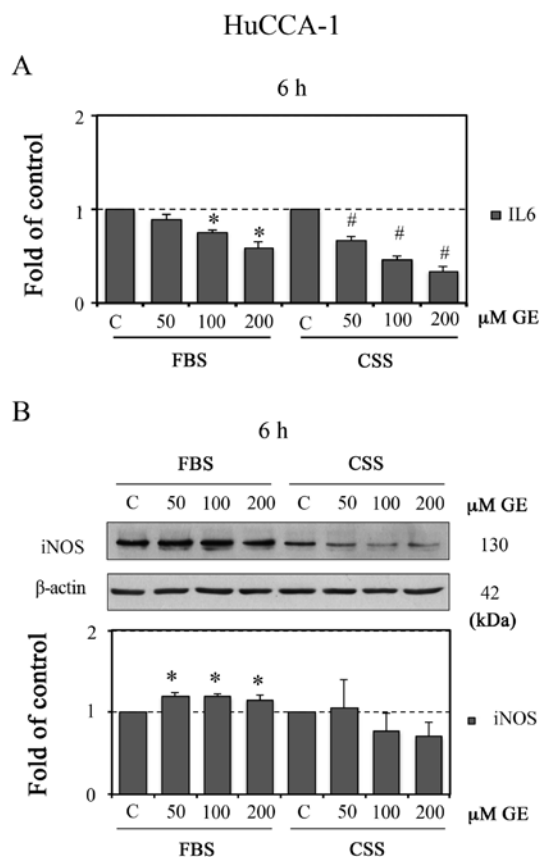 HuCCA-1
A
6 h
Fold of control
2
1
0
* *
# # #
IL6
C 50 100 200 C 50 100 200 μM GE
FBS CSS
B
6 h
FBS CSS
C 50 100 200 C 50 100 200 μM GE
iNOS 130
β-actin 42
(kDa)
Fold of control
2
1
0
* * *
iNOS
C 50 100 200 C 50 100 200 μM GE
FBS CSS